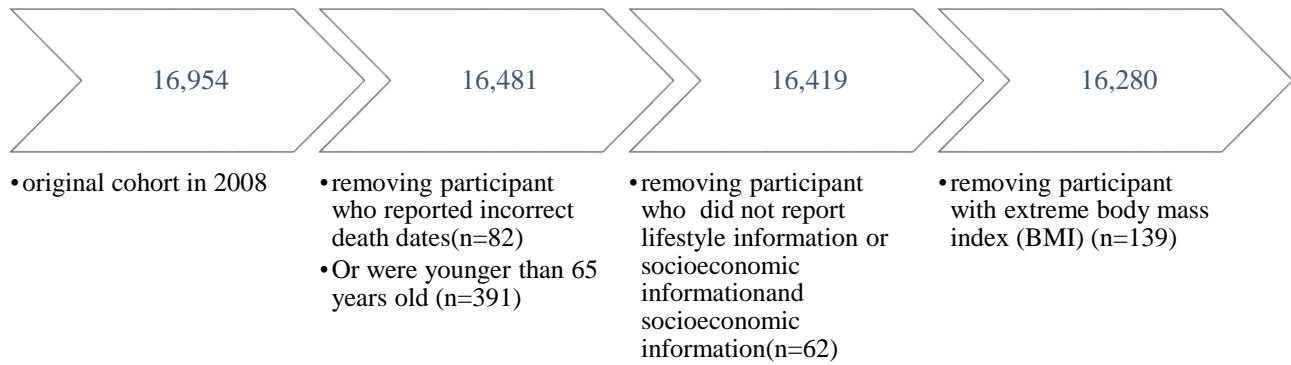 16,954
16,481
16,419
16,280
•original cohort in 2008
•removing participant
who reported incorrect
death dates(n=82)
•Or were younger than 65
years old (n=391)
•removing participant
who did not report
lifestyle information or
socioeconomic
informationand
socioeconomic
information(n=62)
•removing participant
with extreme body mass
index (BMI) (n=139)